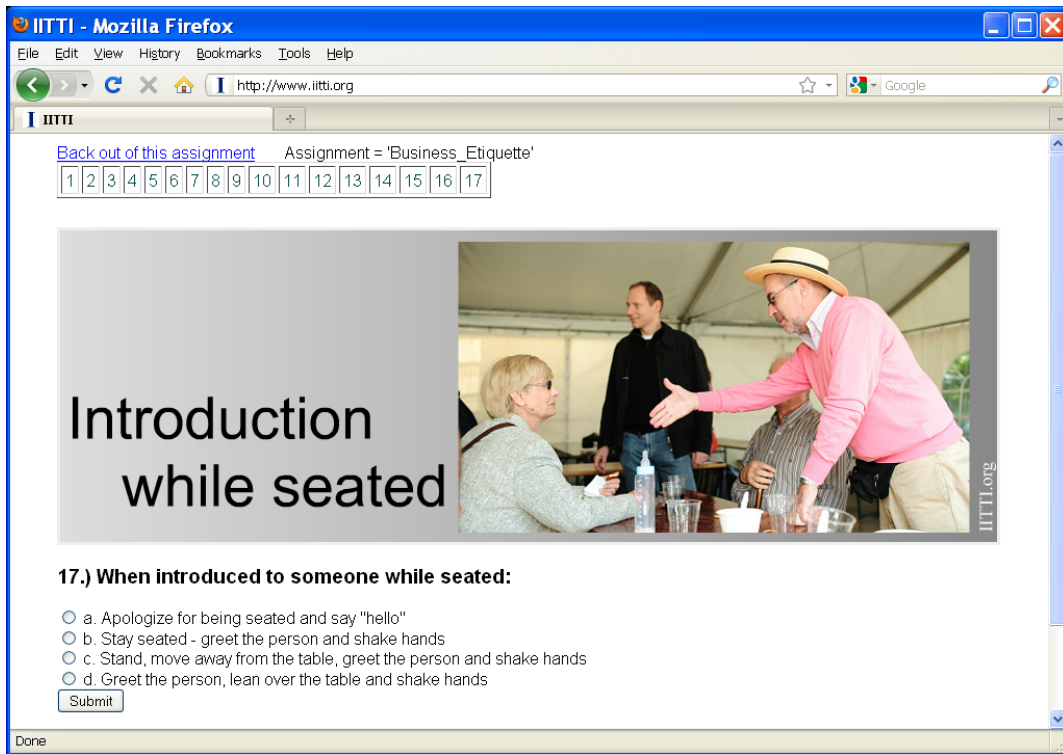 IITTI - Mozilla Firefox
File Edit View History Bookmarks Tools Help
http://www.iitti.org Google
IITTI
Back out of this assignment Assignment = 'Business_Etiquette'
1 2 3 4 5 6 7 8 9 10 11 12 13 14 15 16 17
Introduction
while seated
IITTI.org
17.) When introduced to someone while seated:
a. Apologize for being seated and say "hello"
b. Stay seated - greet the person and shake hands
c. Stand, move away from the table, greet the person and shake hands
d. Greet the person, lean over the table and shake hands
Submit
Done